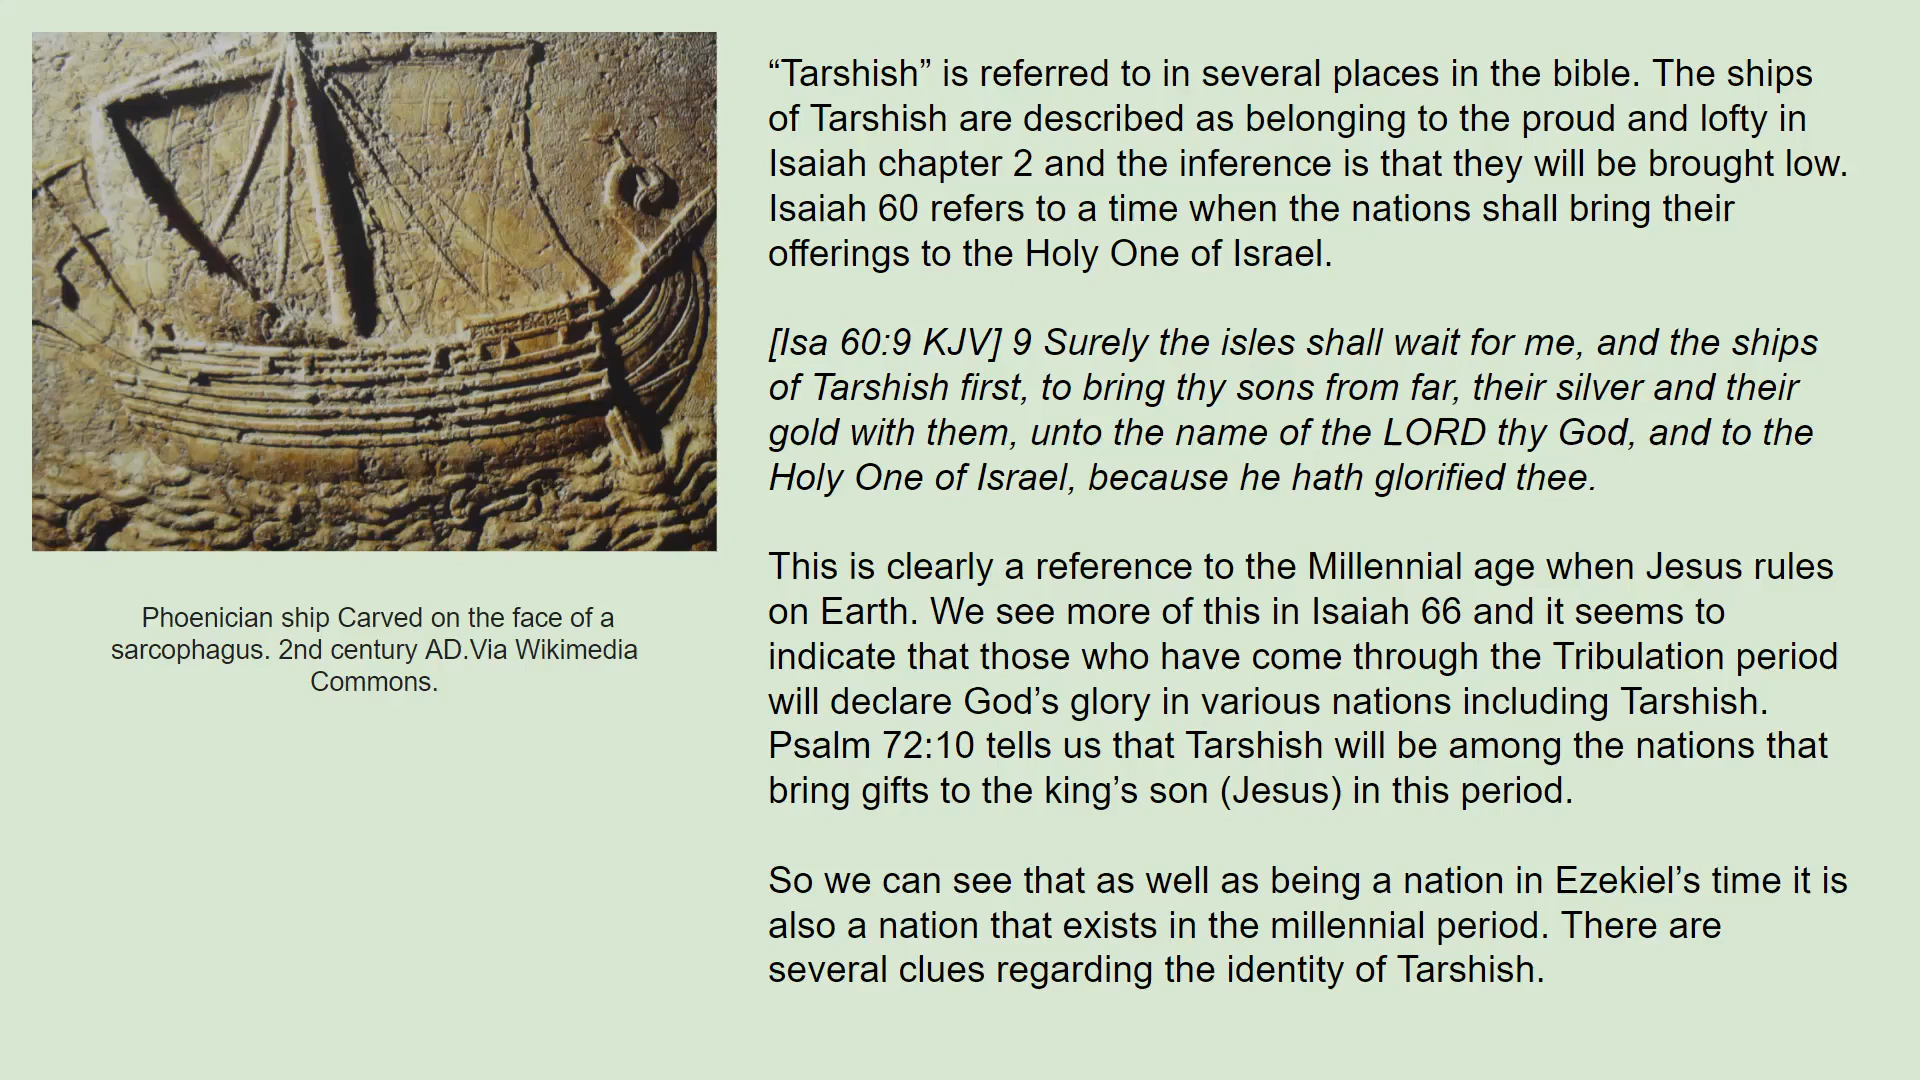 “Tarshish” is referred to in several places in the bible. The ships
of Tarshish are described as belonging to the proud and lofty in
Isaiah chapter 2 and the inference is that they will be brought low.
Isaiah 60 refers to a time when the nations shall bring their
offerings to the Holy One of Israel.
[Isa 60:9 KJV] 9 Surely the isles shall wait for me, and the ships
of Tarshish first, to bring thy sons from far, their silver and their
gold with them, unto the name of the LORD thy God, and to the
Holy One of Israel, because he hath glorified thee.
This is clearly a reference to the Millennial age when Jesus rules
on Earth. We see more of this in Isaiah 66 and it seems to
indicate that those who have come through the Tribulation period
will declare God’s glory in various nations including Tarshish.
Psalm 72:10 tells us that Tarshish will be among the nations that
bring gifts to the king’s son (Jesus) in this period.
So we can see that as well as being a nation in Ezekiel’s time it is
also a nation that exists in the millennial period. There are
several clues regarding the identity of Tarshish.
Phoenician ship Carved on the face of a
sarcophagus. 2nd century AD.Via Wikimedia
Commons.